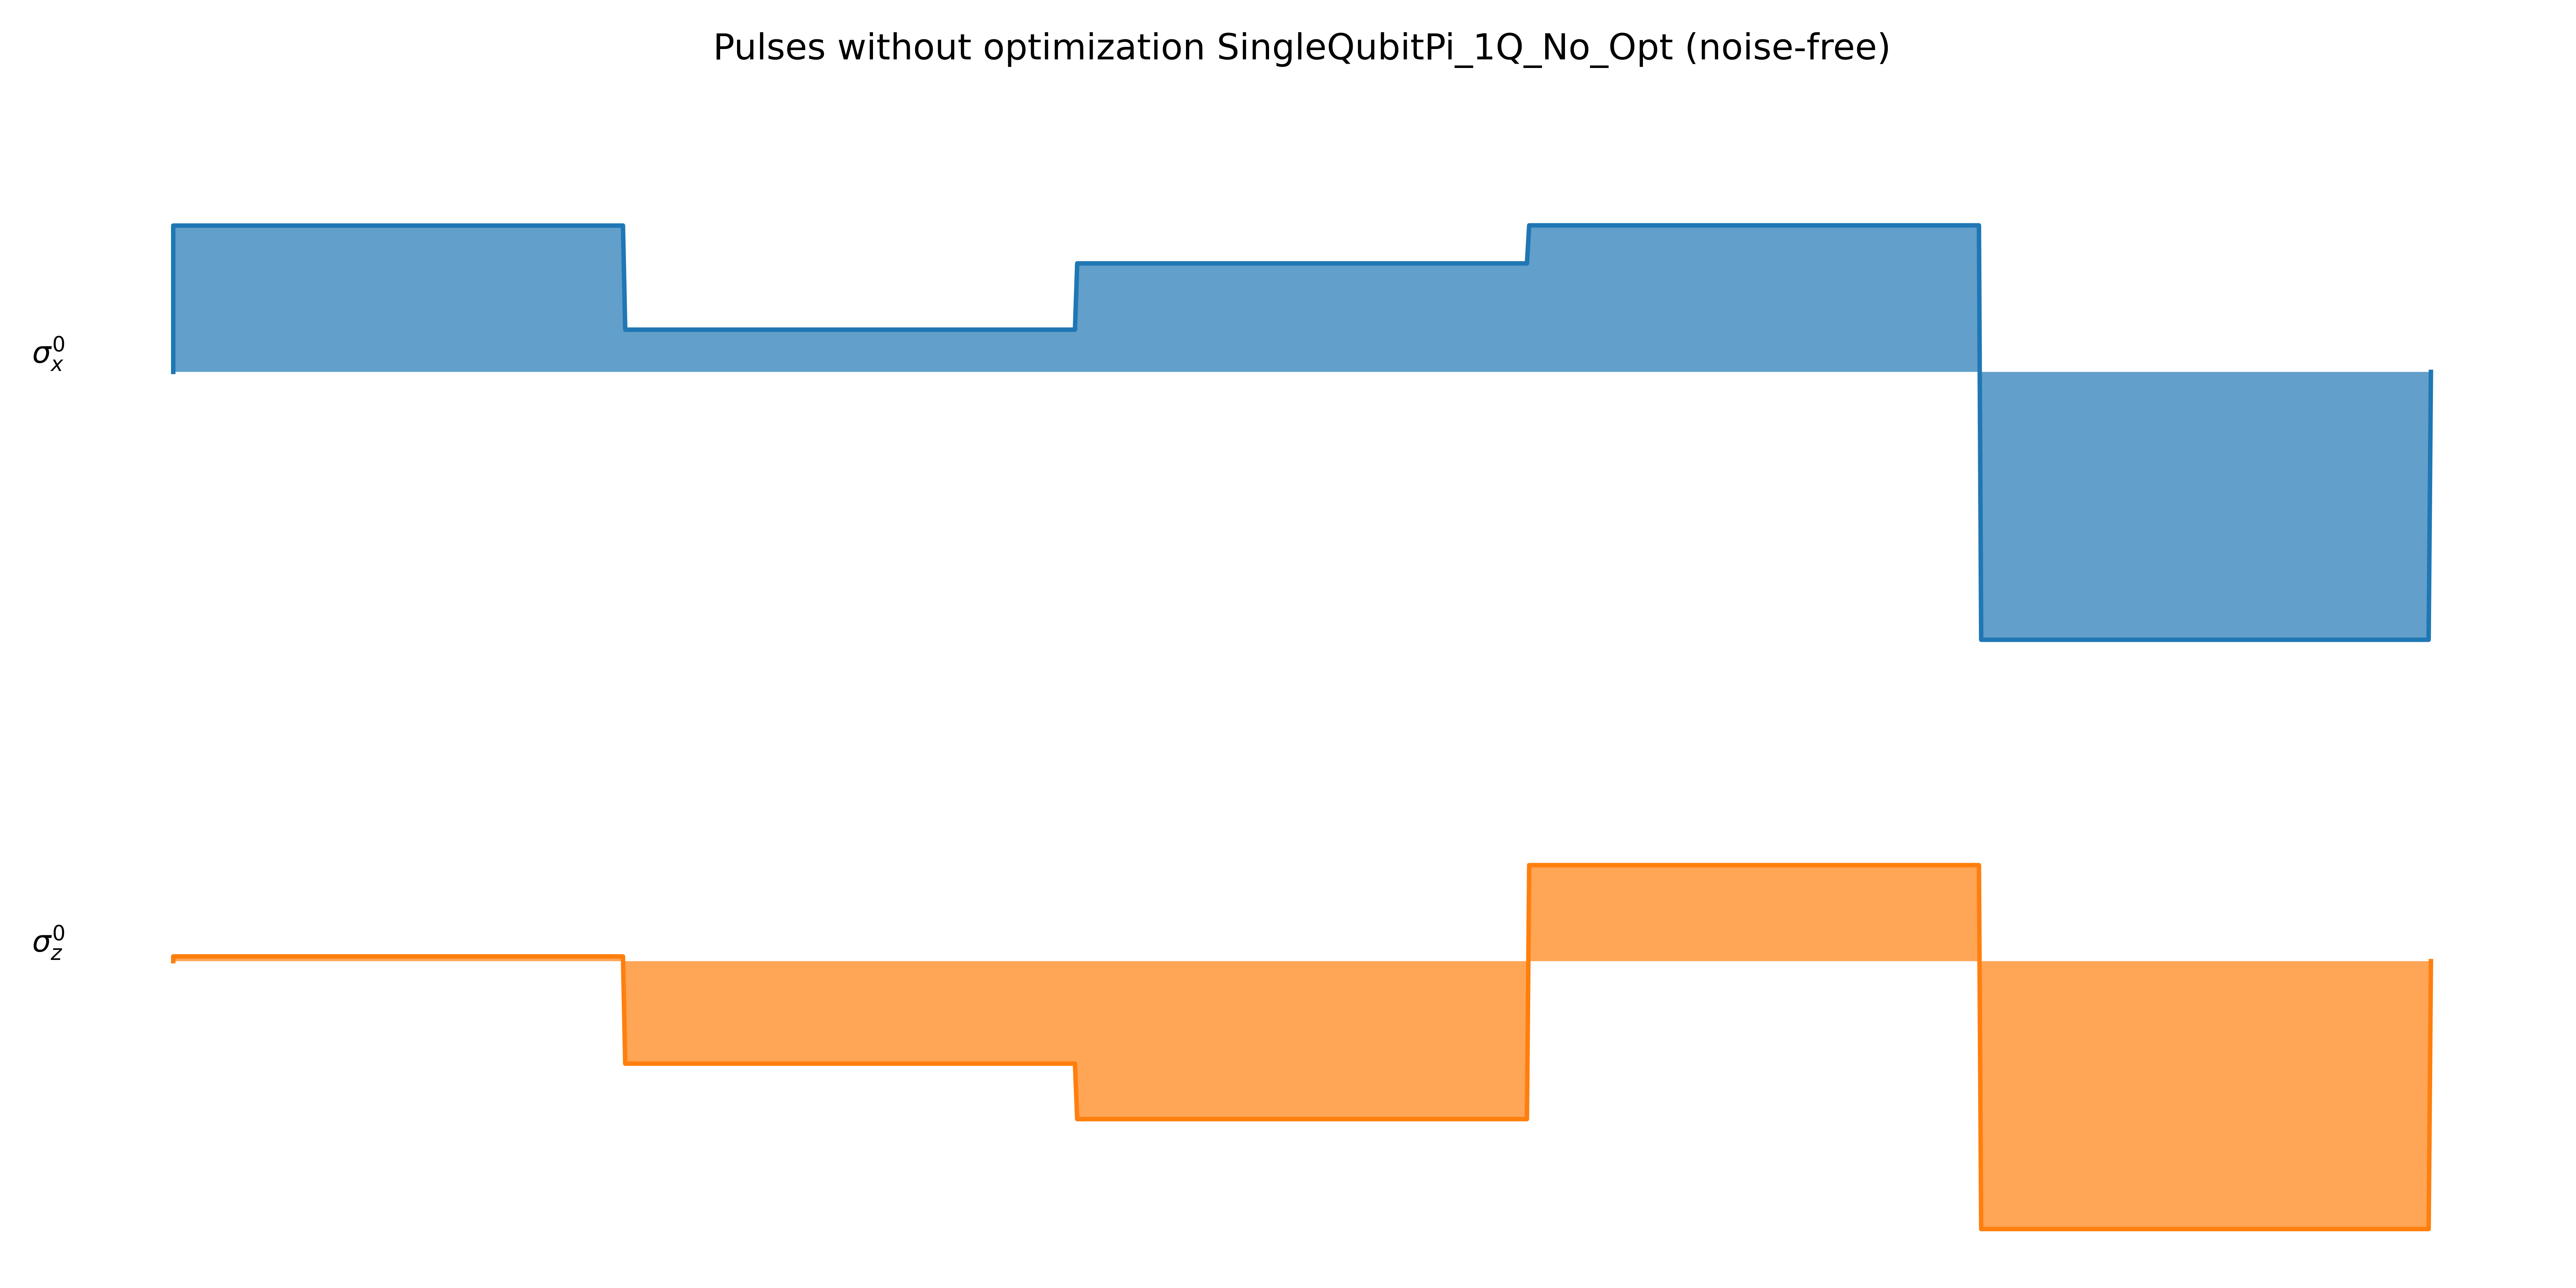 Pulses without optimization SingleQubitPi_1Q_No_Opt (noise-free)
σ_x^0
σ_z^0